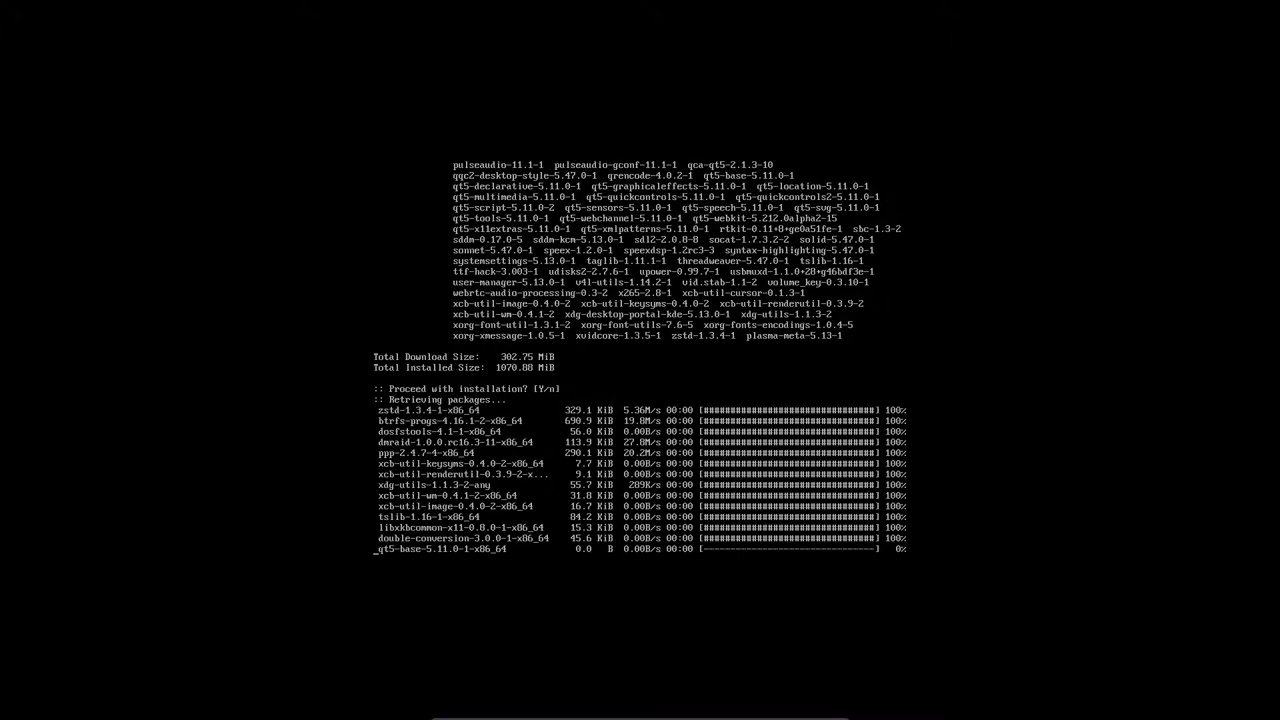 pulseaudio-11.1-1  pulseaudio-gconf-11.1-1  qca-qt5-2.1.3-10
qqc2-desktop-style-5.47.0-1  qrencode-4.0.2-1  qt5-base-5.11.0-1
qt5-declarative-5.11.0-1  qt5-graphicaleffects-5.11.0-1  qt5-location-5.11.0-1
qt5-multimedia-5.11.0-1  qt5-quickcontrols-5.11.0-1  qt5-quickcontrols2-5.11.0-1
qt5-script-5.11.0-2  qt5-sensors-5.11.0-1  qt5-speech-5.11.0-1  qt5-svg-5.11.0-1
qt5-tools-5.11.0-1  qt5-webchannel-5.11.0-1  qt5-webkit-5.212.0alpha2-15
qt5-x11extras-5.11.0-1  qt5-xmlpatterns-5.11.0-1  rtkit-0.11+8+ge0a51fe-1  sbc-1.3-2
sddm-0.17.0-5  sddm-kcm-5.13.0-1  sdl2-2.0.8-8  socat-1.7.3.2-2  solid-5.47.0-1
sonnet-5.47.0-1  speex-1.2.0-1  speexdsp-1.2rc3-3  syntax-highlighting-5.47.0-1
systemsettings-5.13.0-1  taglib-1.11.1-1  threadweaver-5.47.0-1  tslib-1.16-1
ttf-hack-3.003-1  udisks2-2.7.6-1  upower-0.99.7-1  usbmuxd-1.1.0+28+g46bdf3e-1
user-manager-5.13.0-1  v4l-utils-1.14.2-1  vid.stab-1.1-2  volume_key-0.3.10-1
webrtc-audio-processing-0.3-2  x265-2.8-1  xcb-util-cursor-0.1.3-1
xcb-util-image-0.4.0-2  xcb-util-keysyms-0.4.0-2  xcb-util-renderutil-0.3.9-2
xcb-util-wm-0.4.1-2  xdg-desktop-portal-kde-5.13.0-1  xdg-utils-1.1.3-2
xorg-font-util-1.3.1-2  xorg-font-utils-7.6-5  xorg-fonts-encodings-1.0.4-5
xorg-xmessage-1.0.5-1  xvidcore-1.3.5-1  zstd-1.3.4-1  plasma-meta-5.13-1
Total Download Size:    302.75 MiB
Total Installed Size:  1070.88 MiB
:: Proceed with installation? [Y/n]
:: Retrieving packages...
zstd-1.3.4-1-x86_64  329.1 KiB  5.36M/s 00:00 [################################] 100%
btrfs-progs-4.16.1-2-x86_64  690.9 KiB  19.8M/s 00:00 [################################] 100%
dosfstools-4.1-1-x86_64  56.0 KiB  0.00B/s 00:00 [################################] 100%
dmraid-1.0.0.rc16.3-11-x86_64  113.9 KiB  27.8M/s 00:00 [################################] 100%
ppp-2.4.7-4-x86_64  290.1 KiB  20.2M/s 00:00 [################################] 100%
xcb-util-keysyms-0.4.0-2-x86_64  7.7 KiB  0.00B/s 00:00 [################################] 100%
xcb-util-renderutil-0.3.9-2-x...  9.1 KiB  0.00B/s 00:00 [################################] 100%
xdg-utils-1.1.3-2-any  55.7 KiB  289K/s 00:00 [################################] 100%
xcb-util-wm-0.4.1-2-x86_64  31.8 KiB  0.00B/s 00:00 [################################] 100%
xcb-util-image-0.4.0-2-x86_64  16.7 KiB  0.00B/s 00:00 [################################] 100%
tslib-1.16-1-x86_64  84.2 KiB  0.00B/s 00:00 [################################] 100%
libxkbcommon-x11-0.8.0-1-x86_64  15.3 KiB  0.00B/s 00:00 [################################] 100%
double-conversion-3.0.0-1-x86_64  45.6 KiB  0.00B/s 00:00 [################################] 100%
qt5-base-5.11.0-1-x86_64  0.0 B  0.00B/s 00:00 [--------------------------------] 0%